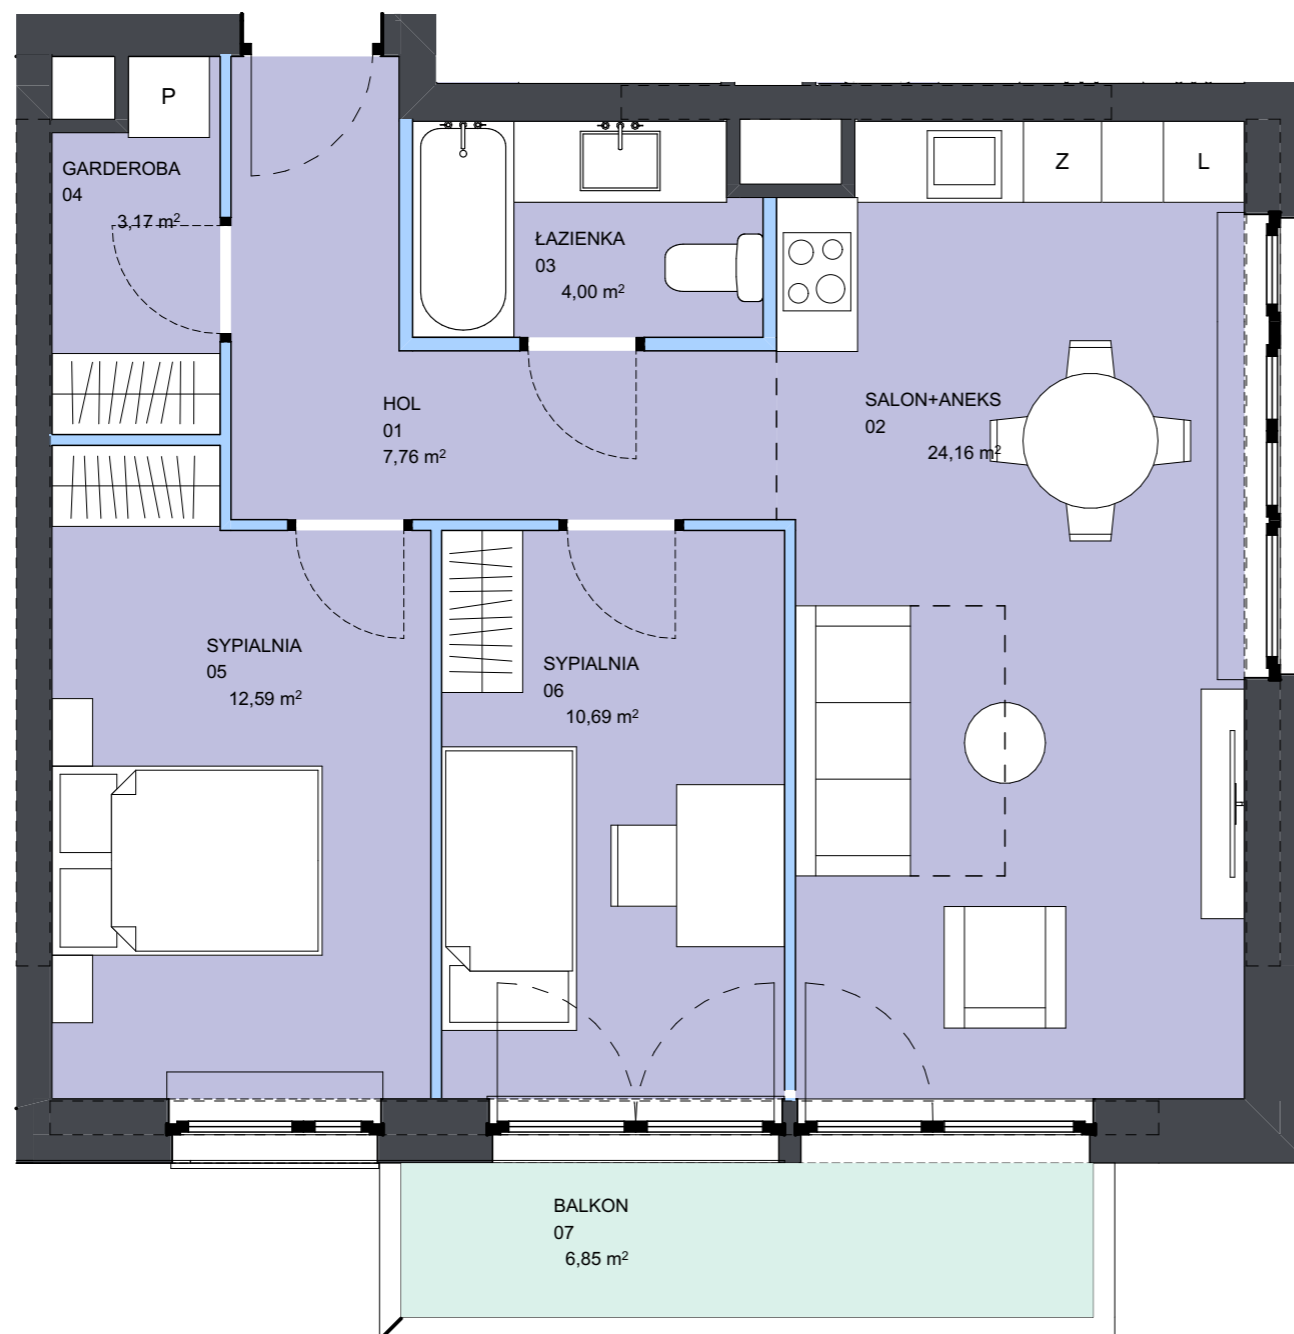 P
GARDEROBA
04
3,17 m²
ŁAZIENKA
03
4,00 m²
Z
L
HOL
01
7,76 m²
SALON+ANEKS
02
24,16 m²
SYPIALNIA
05
12,59 m²
SYPIALNIA
06
10,69 m²
BALKON
07
6,85 m²